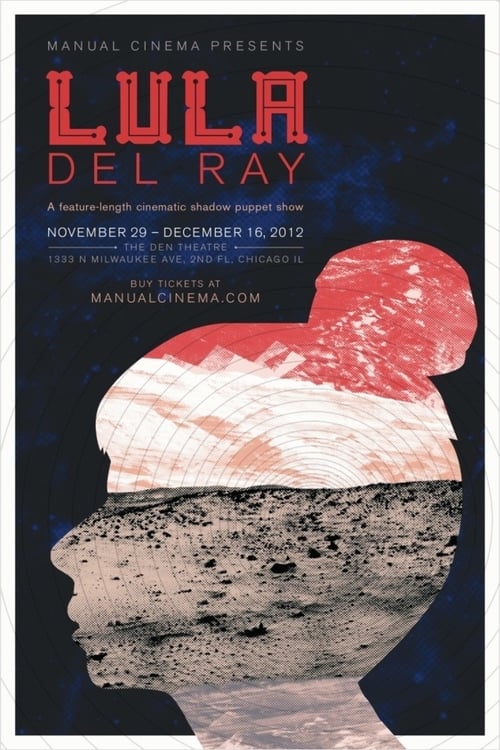 MANUAL CINEMA PRESENTS
LULA
DEL RAY
A feature-length cinematic shadow puppet show
NOVEMBER 29 – DECEMBER 16, 2012
THE DEN THEATRE
1333 N MILWAUKEE AVE, 2ND FL, CHICAGO IL
BUY TICKETS AT
MANUALCINEMA.COM